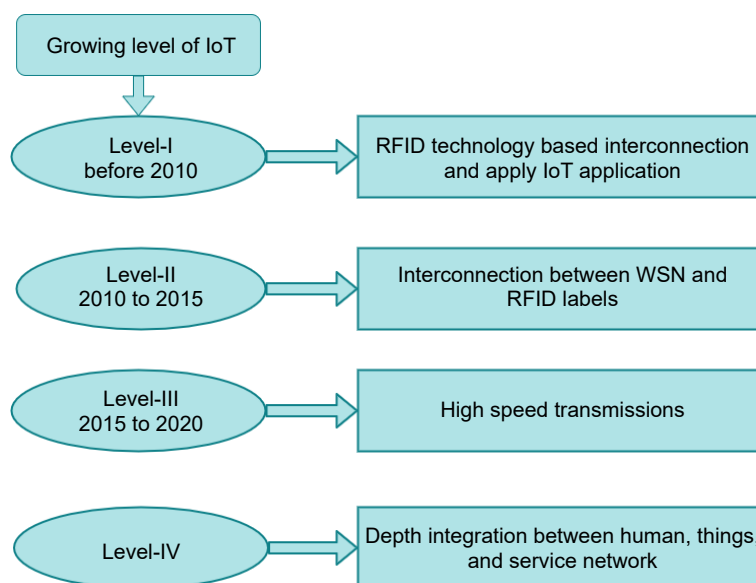 Growing level of IoT
Level-I
before 2010
RFID technology based interconnection
and apply IoT application
Level-II
2010 to 2015
Interconnection between WSN and
RFID labels
Level-III
2015 to 2020
High speed transmissions
Level-IV
Depth integration between human, things,
and service network